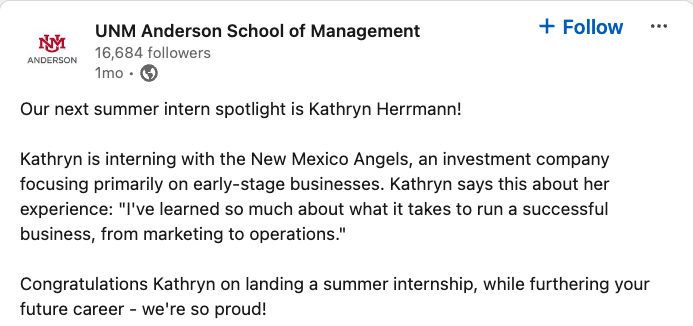 UNM Anderson School of Management
+ Follow
...
NM
ANDERSON
16,684 followers
1mo •
Our next summer intern spotlight is Kathryn Herrmann!
Kathryn is interning with the New Mexico Angels, an investment company
focusing primarily on early-stage businesses. Kathryn says this about her
experience: "I've learned so much about what it takes to run a successful
business, from marketing to operations."
Congratulations Kathryn on landing a summer internship, while furthering your
future career - we're so proud!